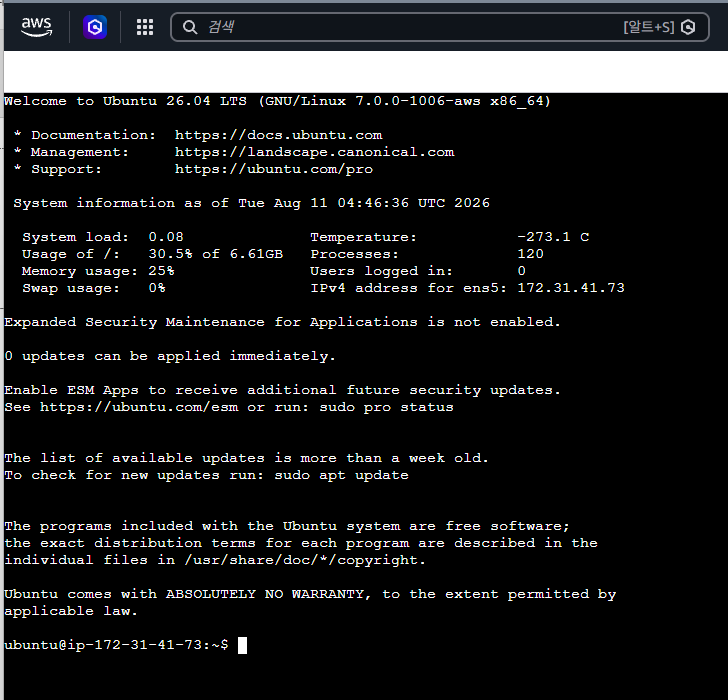 aws
검색
[알트+S]
Welcome to Ubuntu 26.04 LTS (GNU/Linux 7.0.0-1006-aws x86_64)
* Documentation:  https://docs.ubuntu.com
* Management:     https://landscape.canonical.com
* Support:        https://ubuntu.com/pro
System information as of Tue Aug 11 04:46:36 UTC 2026
System load:  0.08               Temperature:           -273.1 C
Usage of /:   30.5% of 6.61GB   Processes:             120
Memory usage: 25%               Users logged in:       0
Swap usage:   0%                IPv4 address for ens5: 172.31.41.73
Expanded Security Maintenance for Applications is not enabled.
0 updates can be applied immediately.
Enable ESM Apps to receive additional future security updates.
See https://ubuntu.com/esm or run: sudo pro status
The list of available updates is more than a week old.
To check for new updates run: sudo apt update
The programs included with the Ubuntu system are free software;
the exact distribution terms for each program are described in the
individual files in /usr/share/doc/*/copyright.
Ubuntu comes with ABSOLUTELY NO WARRANTY, to the extent permitted by
applicable law.
ubuntu@ip-172-31-41-73:~$